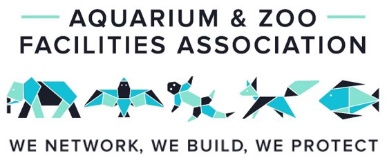 AQUARIUM & ZOO
FACILITIES ASSOCIATION
WE NETWORK, WE BUILD, WE PROTECT